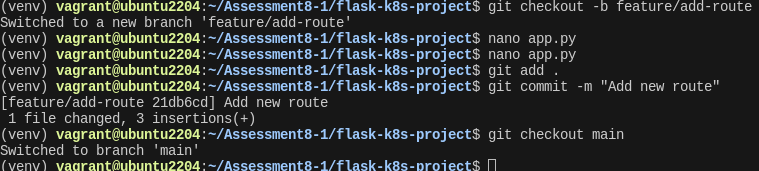 (venv) vagrant@ubuntu2204:~/Assessment8-1/flask-k8s-project$ git checkout -b feature/add-route
Switched to a new branch 'feature/add-route'
(venv) vagrant@ubuntu2204:~/Assessment8-1/flask-k8s-project$ nano app.py
(venv) vagrant@ubuntu2204:~/Assessment8-1/flask-k8s-project$ nano app.py
(venv) vagrant@ubuntu2204:~/Assessment8-1/flask-k8s-project$ git add .
(venv) vagrant@ubuntu2204:~/Assessment8-1/flask-k8s-project$ git commit -m "Add new route"
[feature/add-route 21db6cd] Add new route
 1 file changed, 3 insertions(+)
(venv) vagrant@ubuntu2204:~/Assessment8-1/flask-k8s-project$ git checkout main
Switched to branch 'main'
(venv) vagrant@ubuntu2204:~/Assessment8-1/flask-k8s-project$